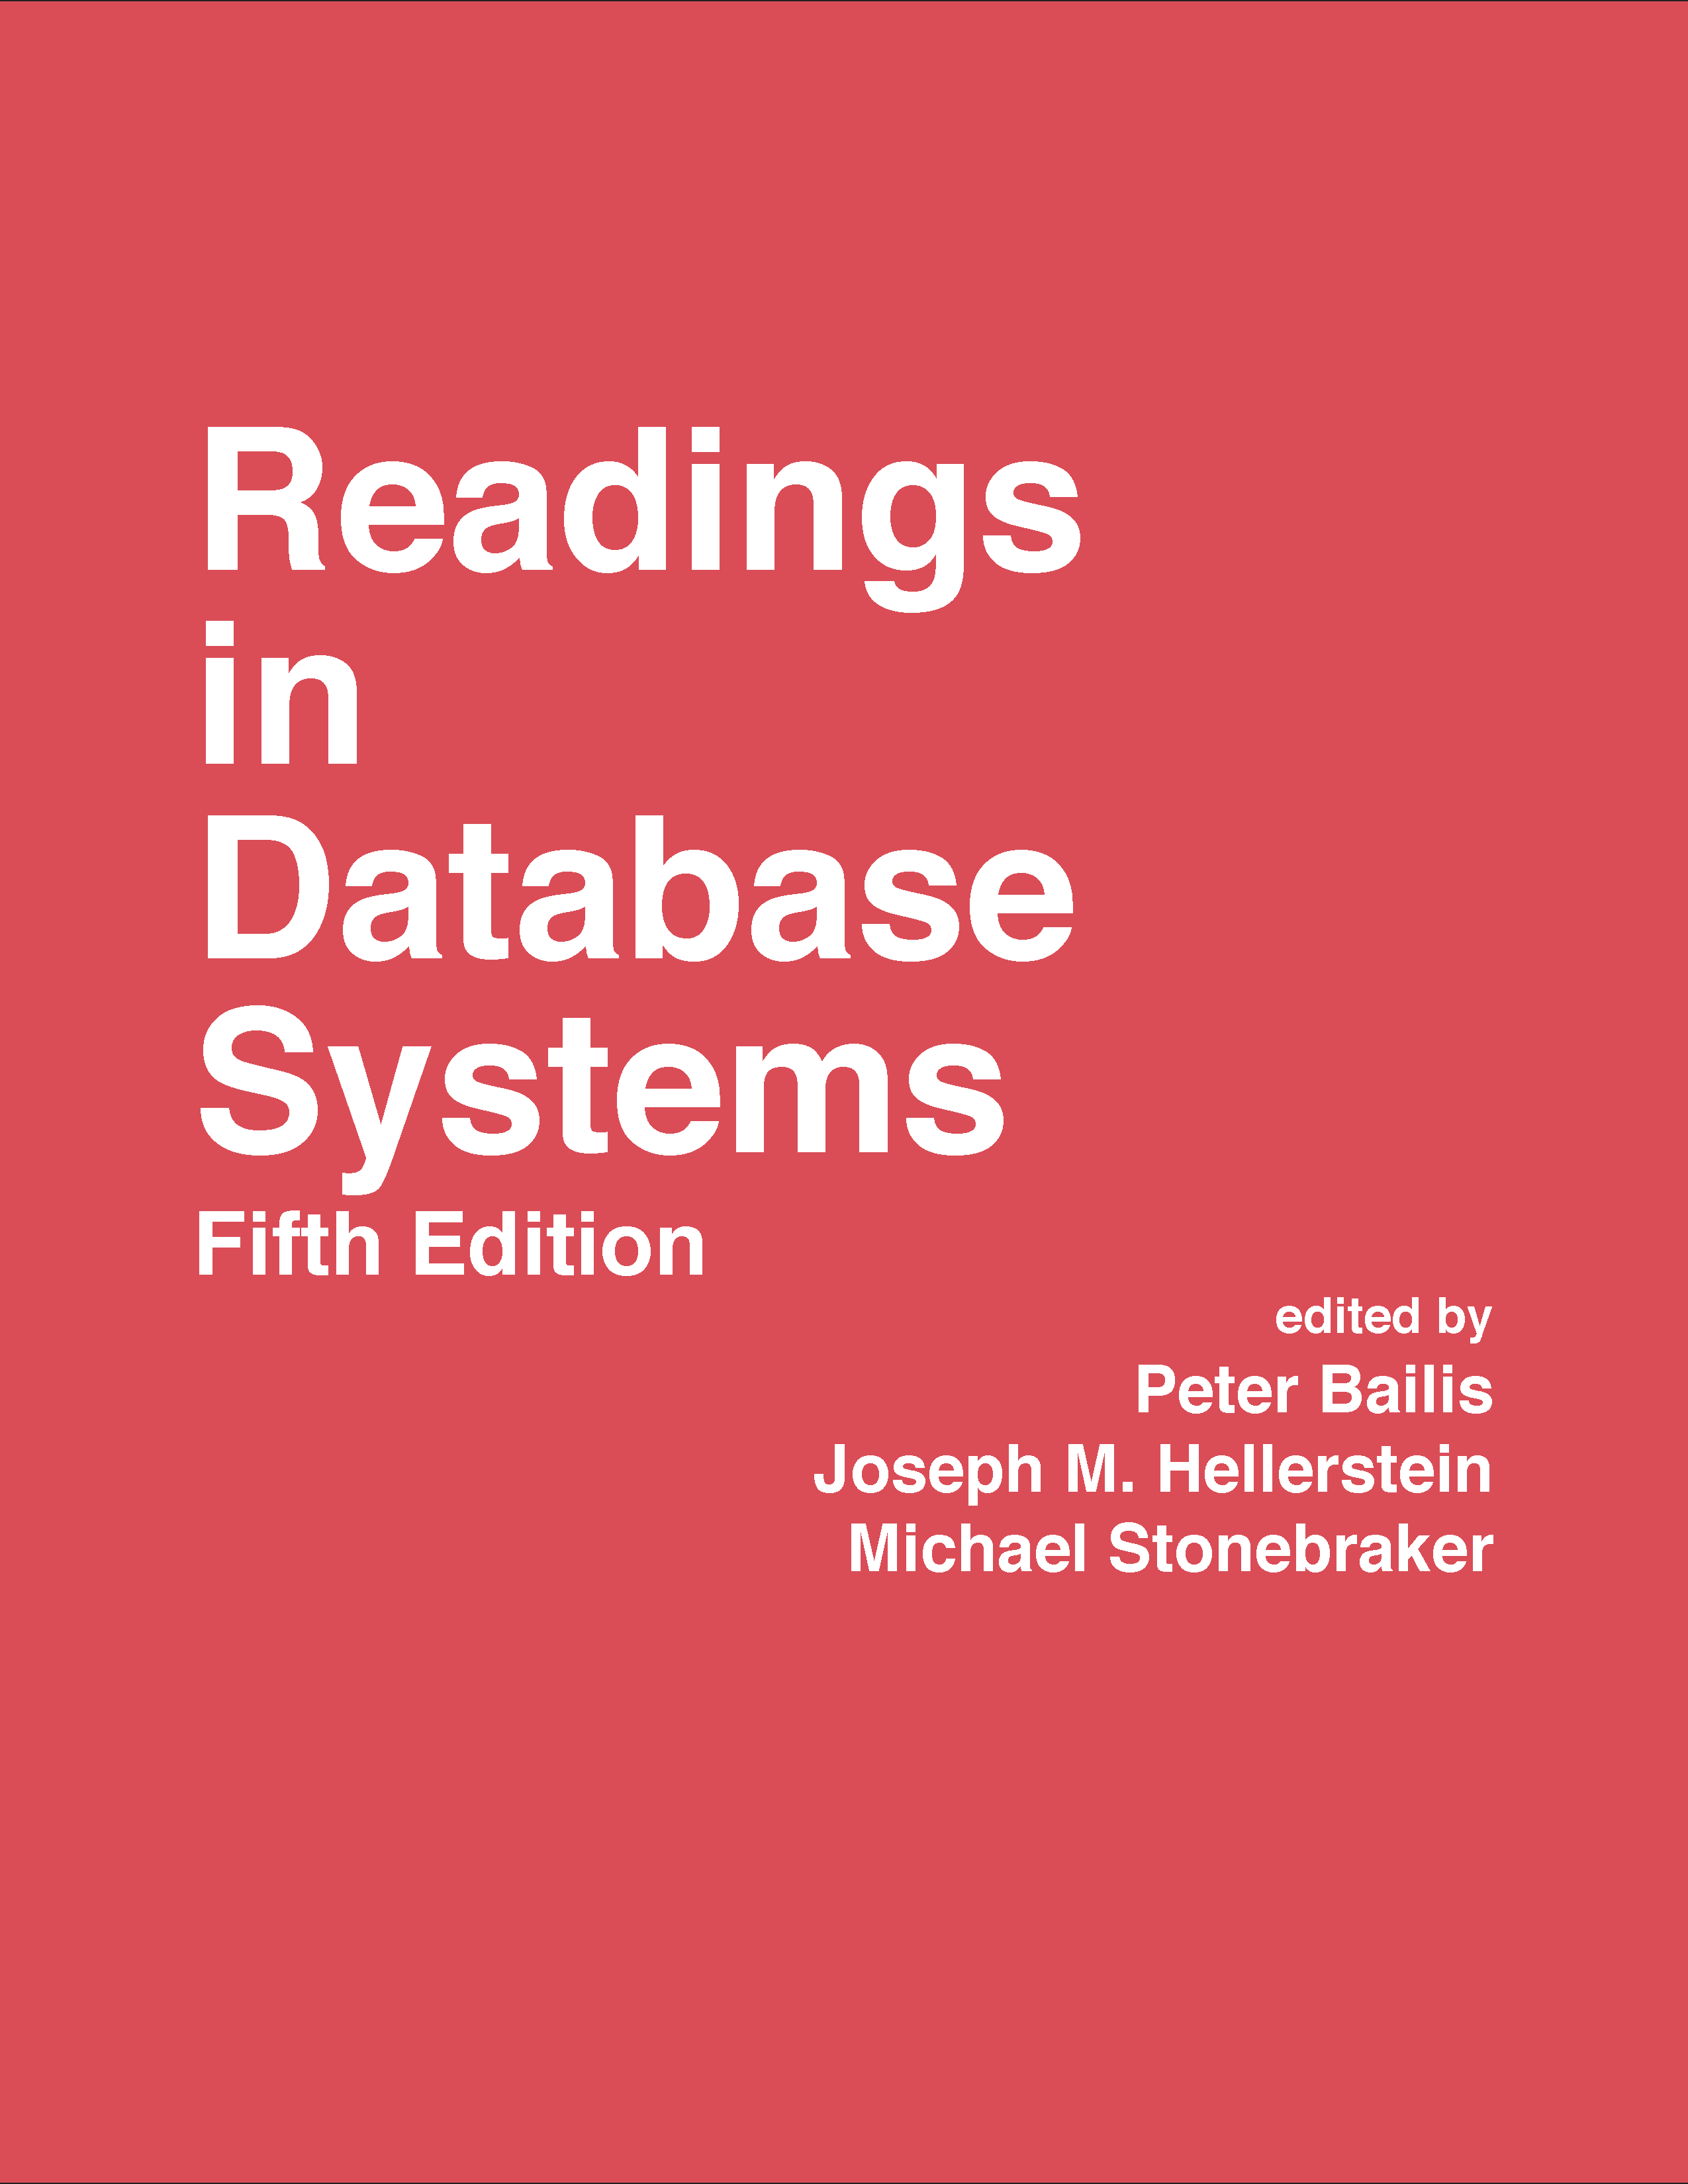 Readings
in
Database
Systems
Fifth Edition
edited by
Peter Bailis
Joseph M. Hellerstein
Michael Stonebraker